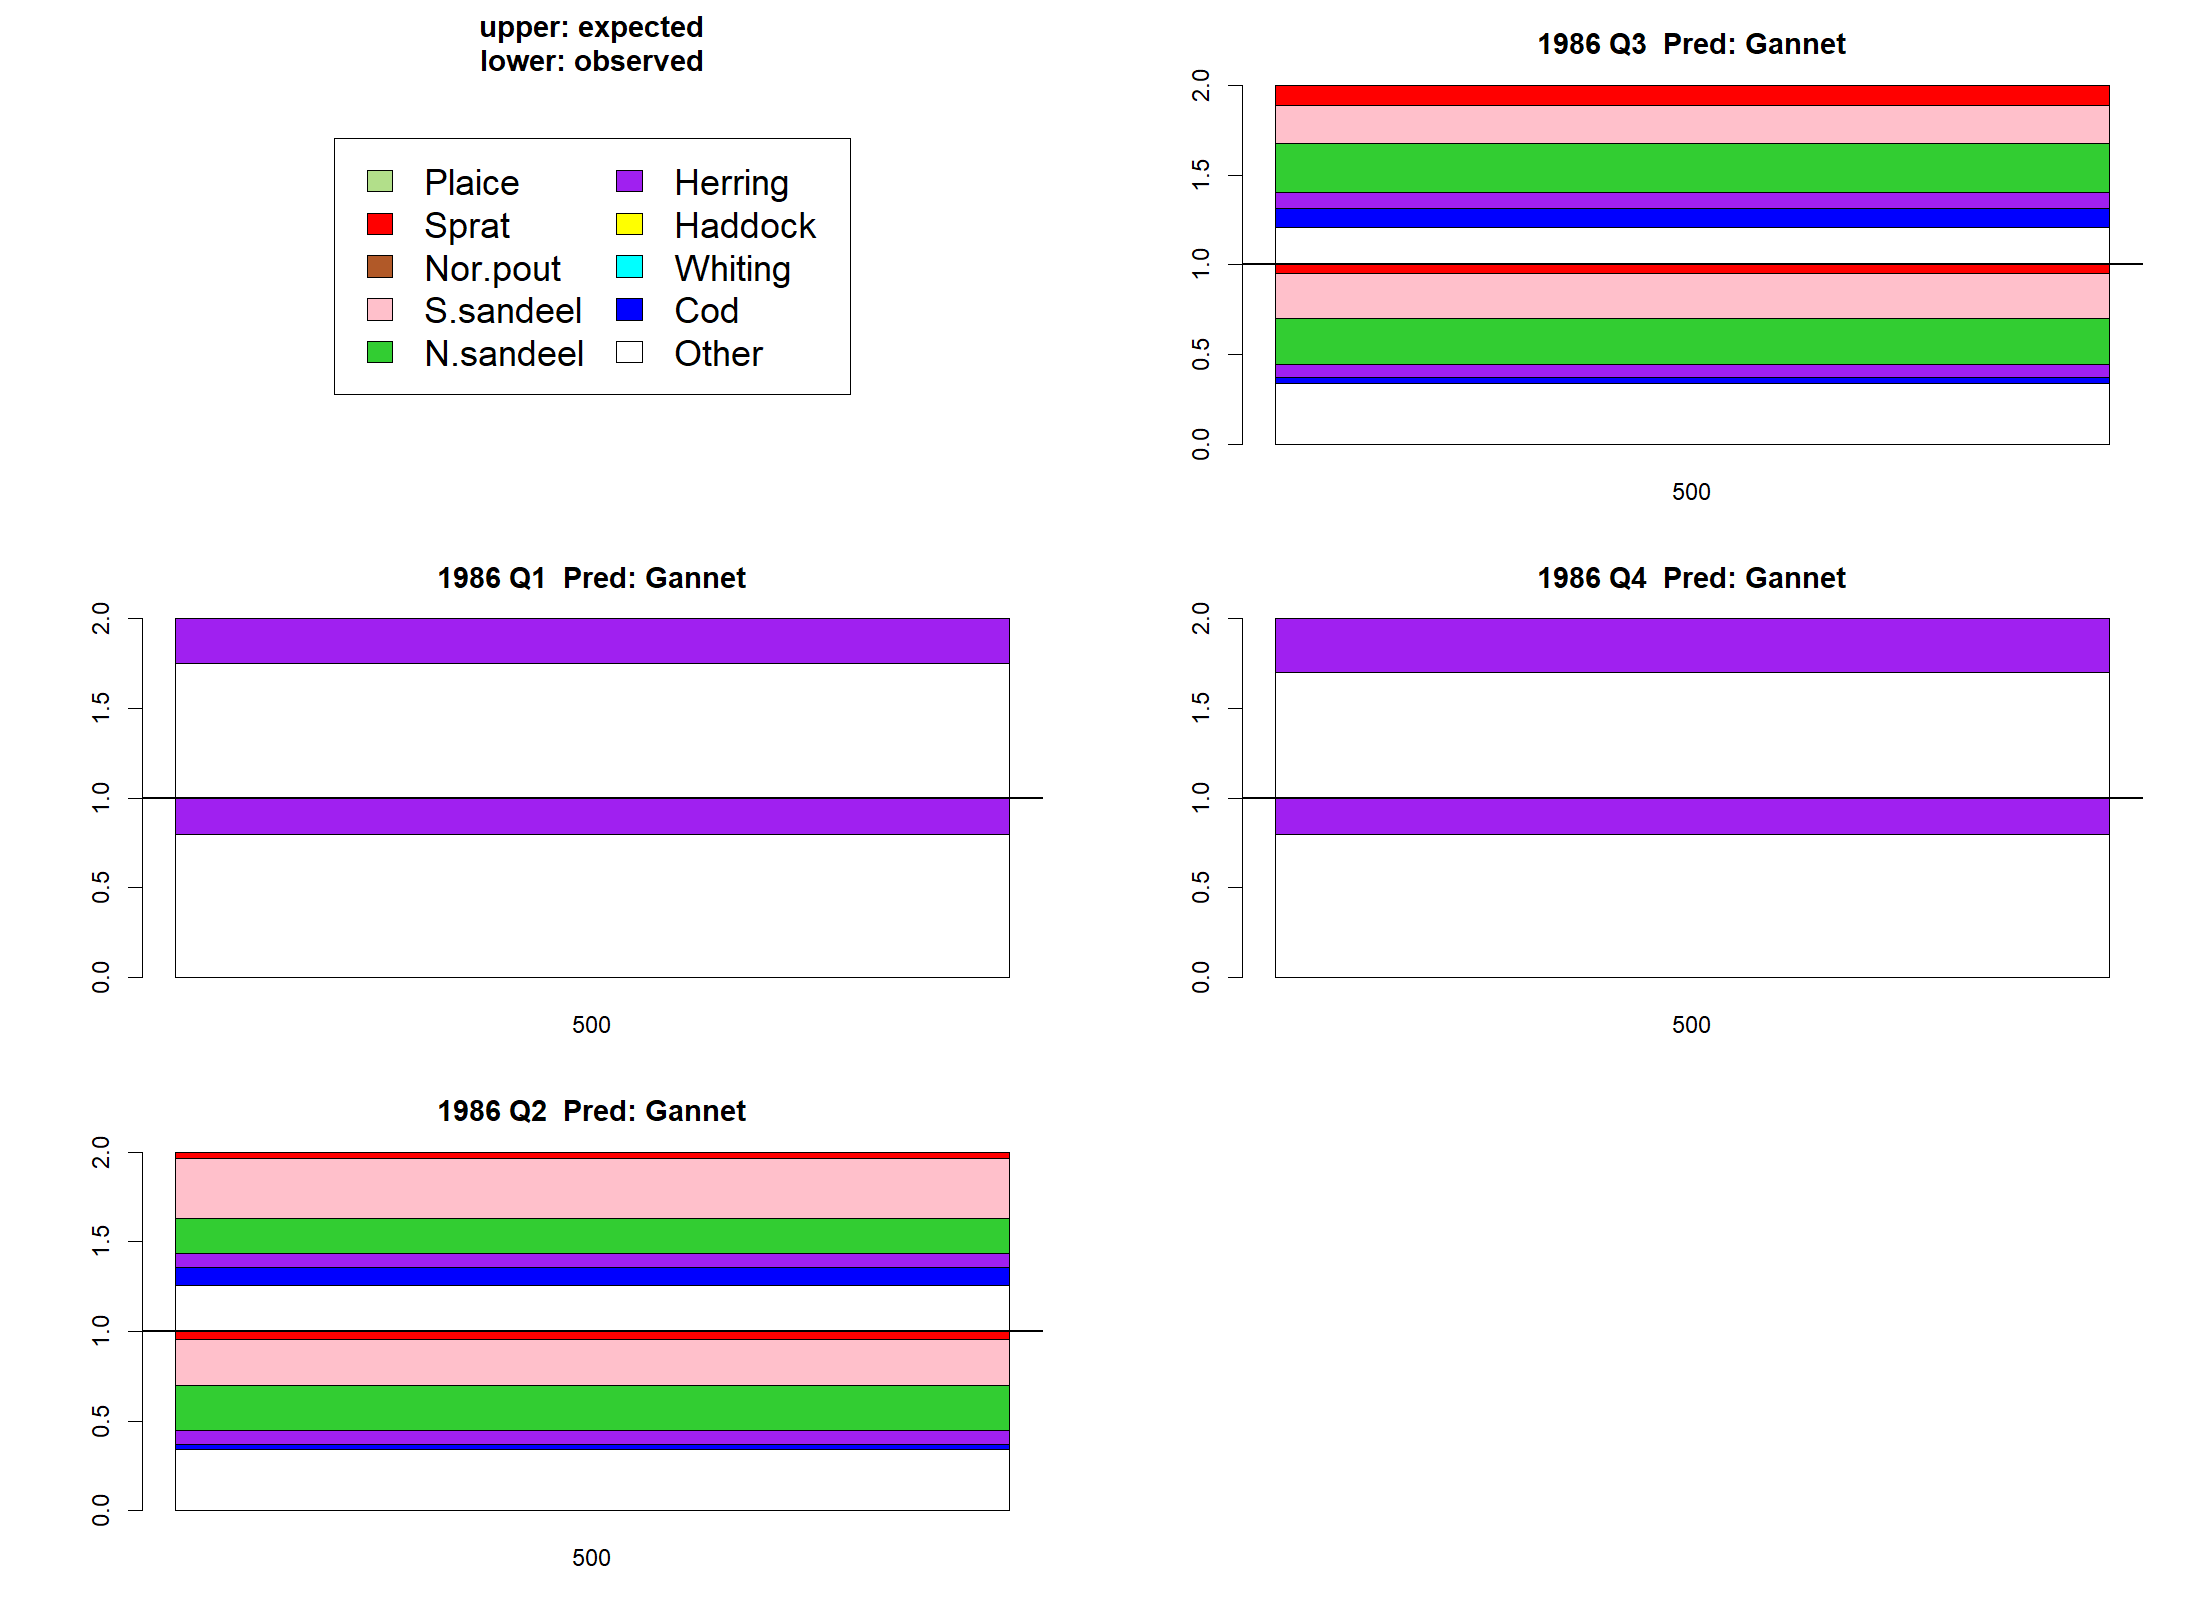 upper: expected
lower: observed
Plaice
Sprat
Nor.pout
S.sandeel
N.sandeel
Herring
Haddock
Whiting
Cod
Other
1986 Q3  Pred: Gannet
2.0
1.5
1.0
0.5
0.0
500
1986 Q1  Pred: Gannet
2.0
1.5
1.0
0.5
0.0
500
1986 Q4  Pred: Gannet
2.0
1.5
1.0
0.5
0.0
500
1986 Q2  Pred: Gannet
2.0
1.5
1.0
0.5
0.0
500